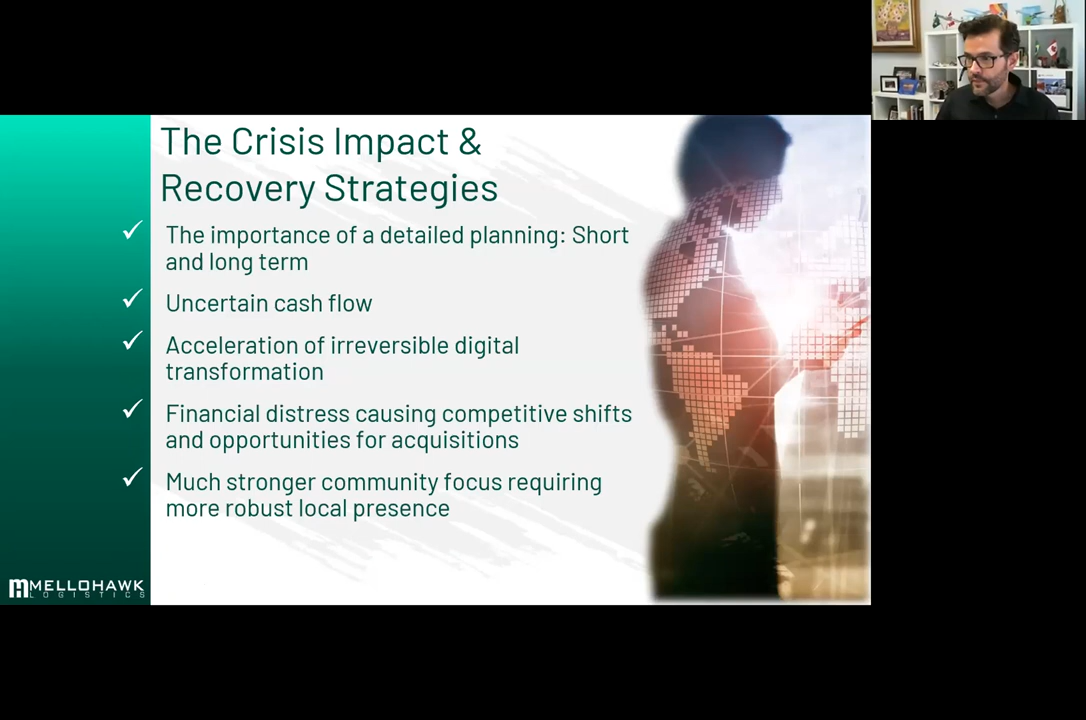 The Crisis Impact &
Recovery Strategies
The importance of a detailed planning: Short
and long term
Uncertain cash flow
Acceleration of irreversible digital
transformation
Financial distress causing competitive shifts
and opportunities for acquisitions
Much stronger community focus requiring
more robust local presence
MELLOHAWK
LOGISTICS